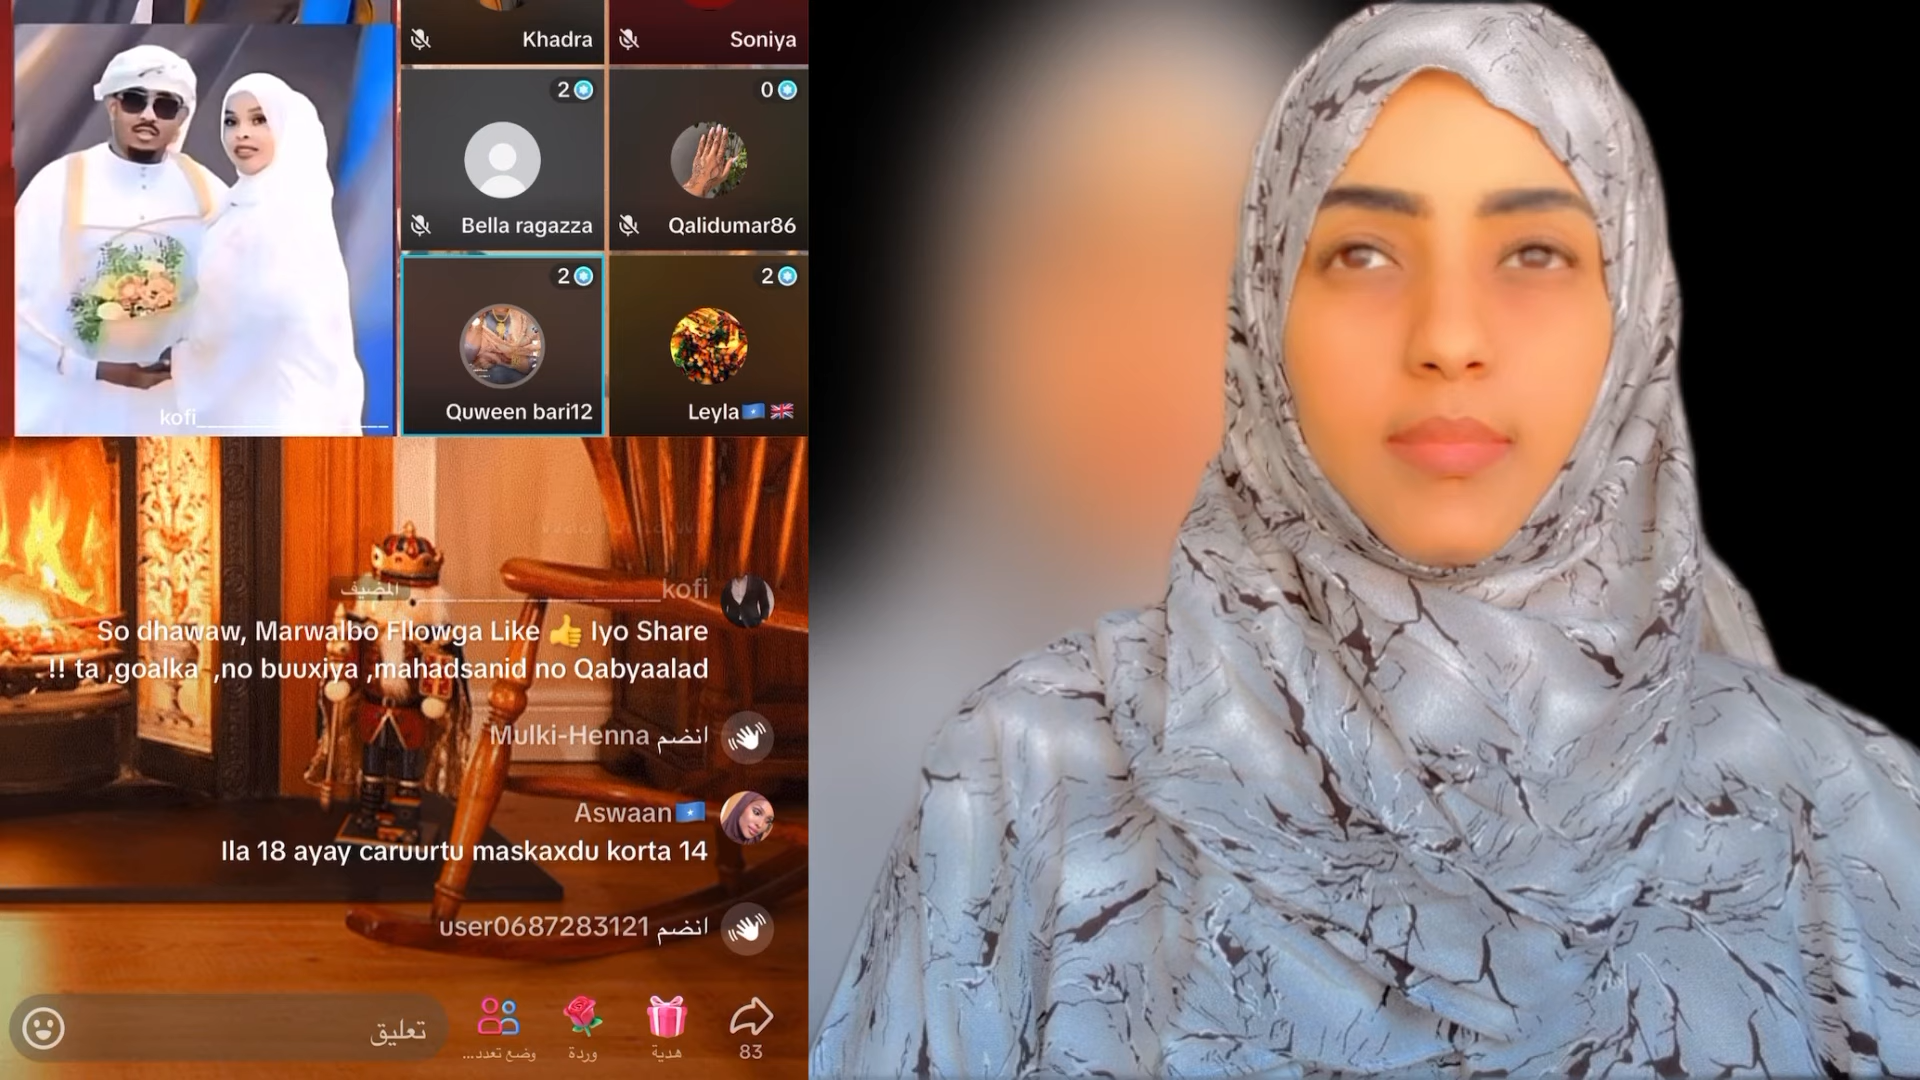 Khadra
Soniya
2
0
Bella ragazza
Qalidumar86
2
2
Quween bari12
Leyla🇸🇴🇬🇧
kofi_______________
kofi__________________ المضيف
So dhawaw, Marwalbo Fllowga Like 👍 Iyo Share
!! ta ,goalka ,no buuxiya ,mahadsanid no Qabyaalad
Mulki-Henna انضم
Aswaan🇸🇴
Ila 18 ayay caruurtu maskaxdu korta 14
user0687283121 انضم
تعليق
وضع تعدد...
وردة
هدية
83